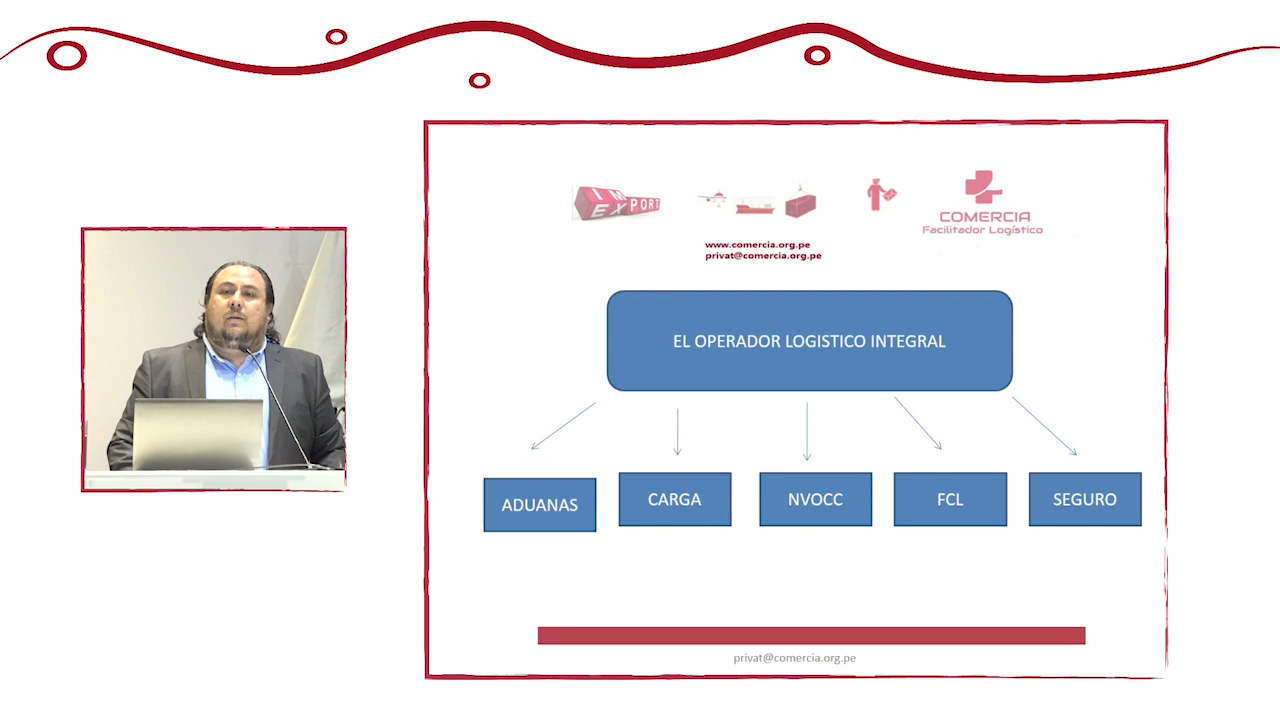 IM
EXPORT
COMERCIA
Facilitador Logístico
www.comercia.org.pe
privat@comercia.org.pe
EL OPERADOR LOGISTICO INTEGRAL
ADUANAS
CARGA
NVOCC
FCL
SEGURO
privat@comercia.org.pe